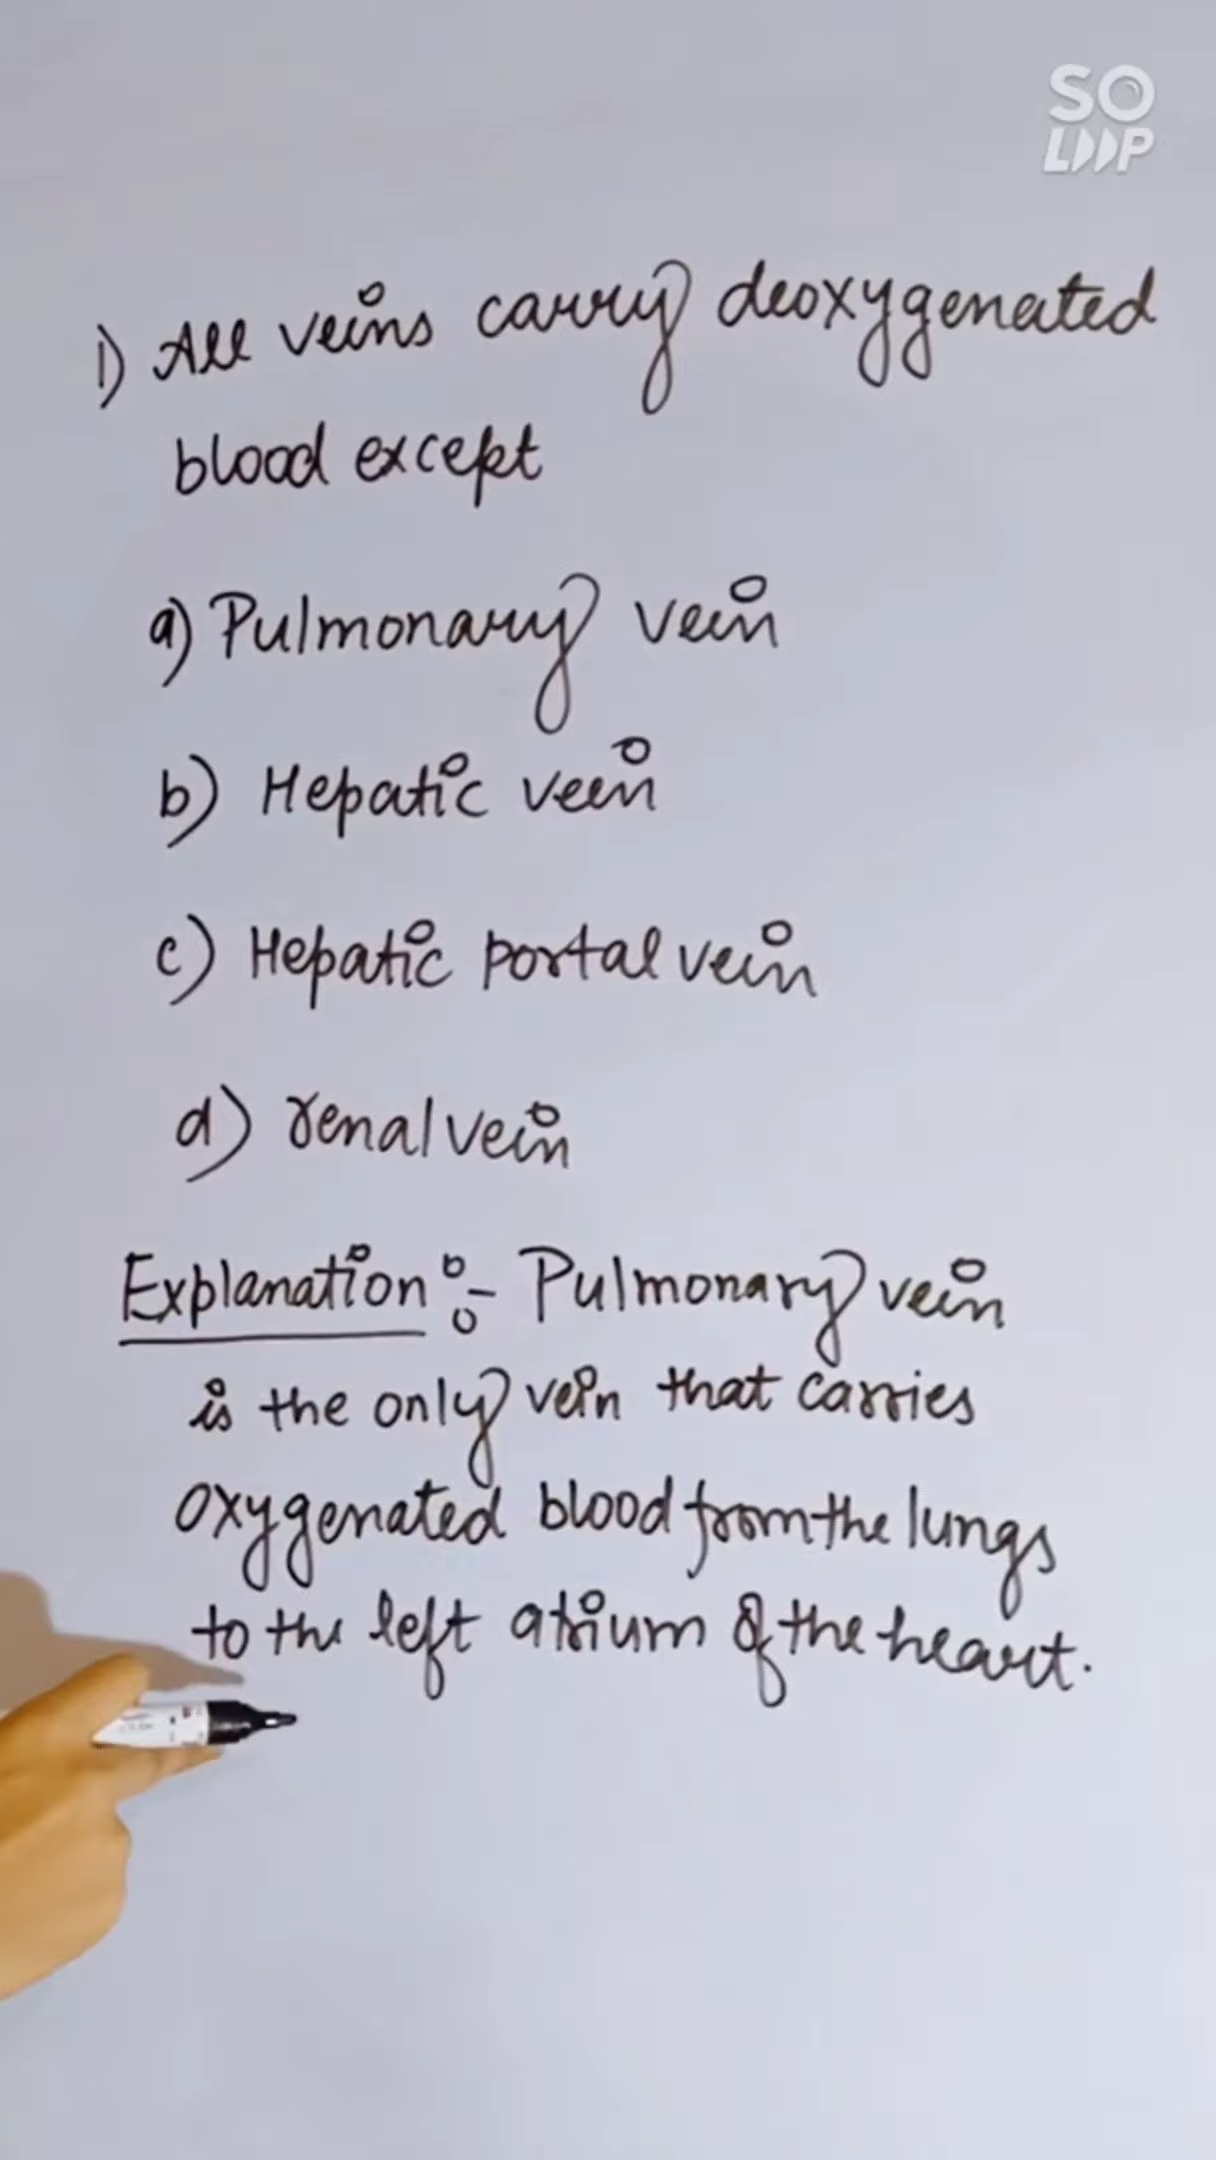 SO
LOOP
1) All veins carry deoxygenated
blood except
a) Pulmonary vein
b) Hepatic vein
c) Hepatic portal vein
d) renal vein
Explanation :- Pulmonary vein
is the only vein that carries
oxygenated blood from the lungs
to the left atrium of the heart.